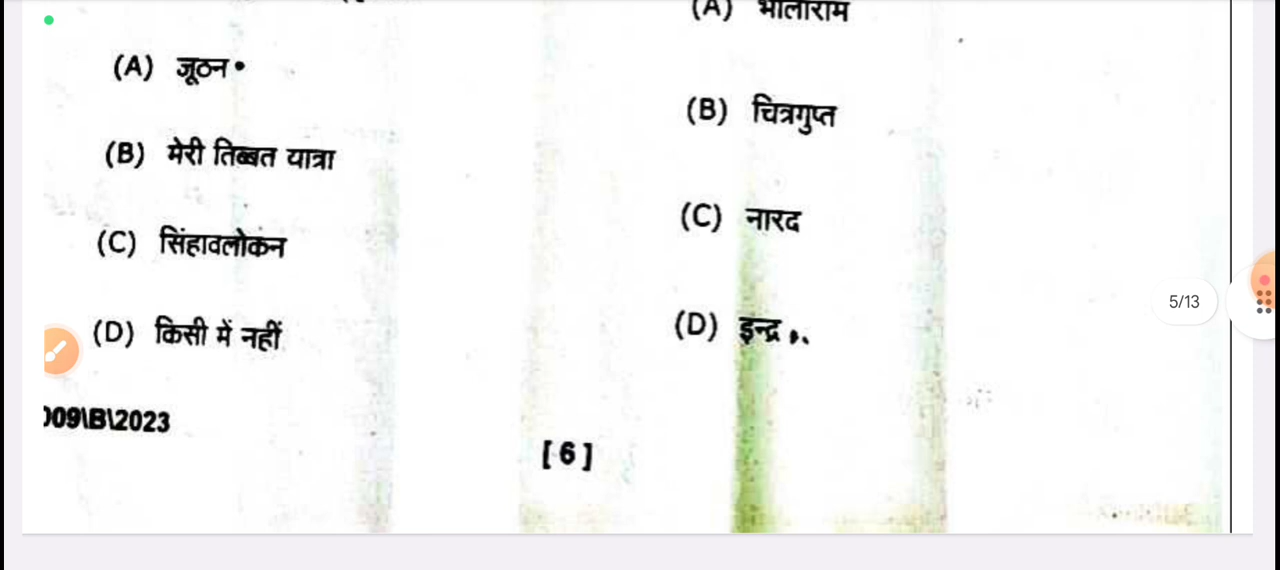 (A) जूठन
(B) मेरी तिब्बत यात्रा
(C) सिंहावलोकन
(D) किसी में नहीं
(A) भोलाराम
(B) चित्रगुप्त
(C) नारद
(D) इन्द्र
009\B\2023
[ 6 ]
5/13